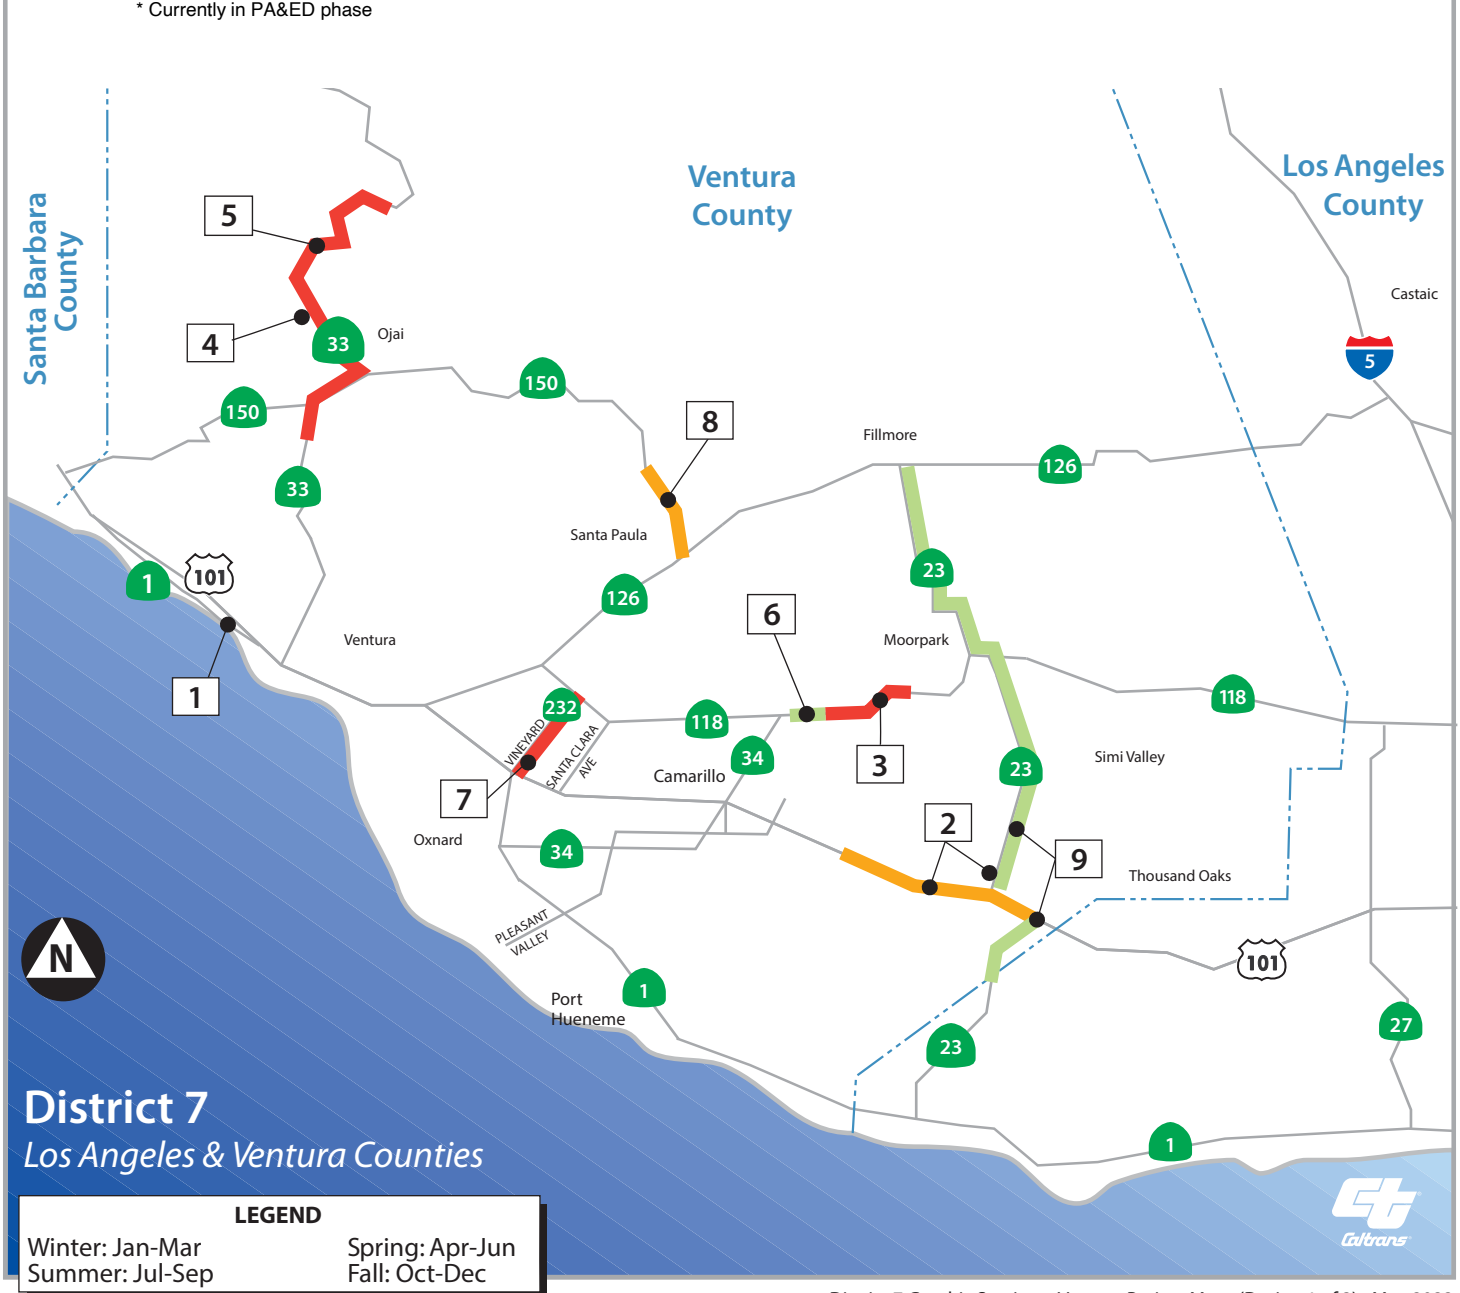 * Currently in PA&ED phase
Ventura
County
Los Angeles
County
Santa Barbara
County
5
Castaic
4
33
Ojai
5
150
150
8
Fillmore
126
33
Santa Paula
23
1
101
126
6
Ventura
Moorpark
1
232
118
118
VINEYARD
SANTA CLARA
AVE
34
3
Simi Valley
23
Camarillo
7
2
Oxnard
34
9
Thousand Oaks
PLEASANT
VALLEY
N
101
1
Port
Hueneme
23
27
District 7
Los Angeles & Ventura Counties
1
Caltrans
LEGEND
Winter: Jan-Mar
Spring: Apr-Jun
Summer: Jul-Sep
Fall: Oct-Dec